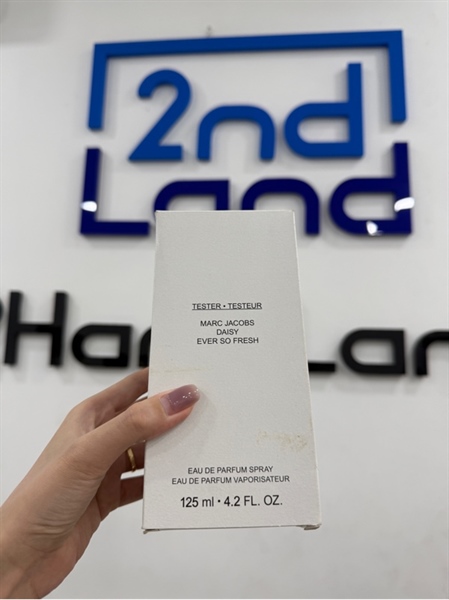 2nd
Land
TESTER • TESTEUR
MARC JACOBS
DAISY
EVER SO FRESH
EAU DE PARFUM SPRAY
EAU DE PARFUM VAPORISATEUR
125 ml • 4.2 FL. OZ.